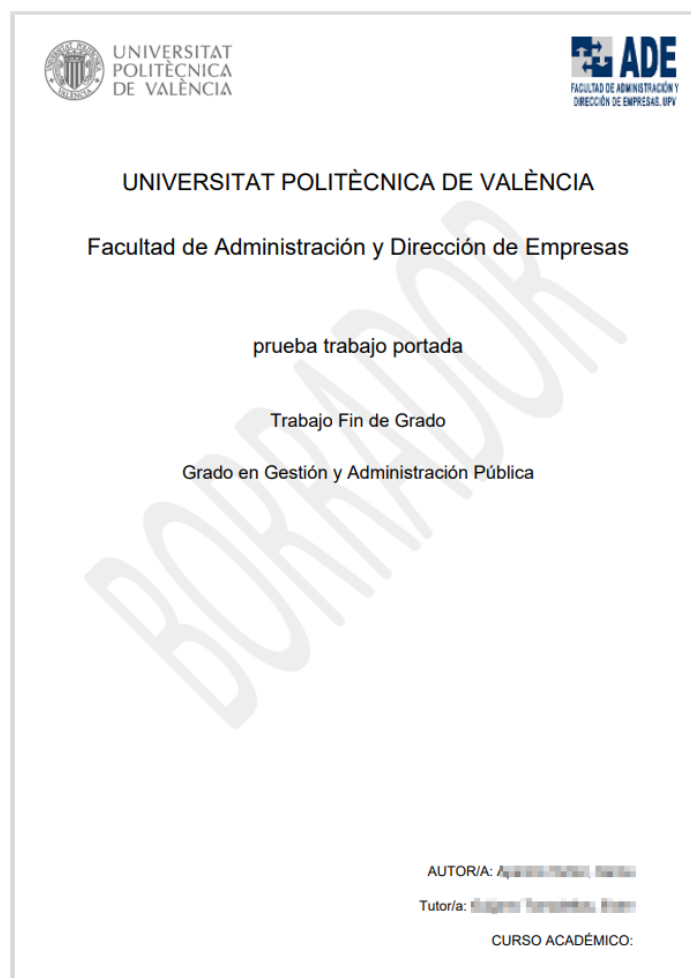 UNIVERSITAT
POLITÈCNICA
DE VALÈNCIA
ADE
FACULTAD DE ADMINISTRACIÓN Y
DIRECCIÓN DE EMPRESAS. UPV
UNIVERSITAT POLITÈCNICA DE VALÈNCIA
Facultad de Administración y Dirección de Empresas
prueba trabajo portada
Trabajo Fin de Grado
Grado en Gestión y Administración Pública
BORRADOR
AUTOR/A:
Tutor/a:
CURSO ACADÉMICO: